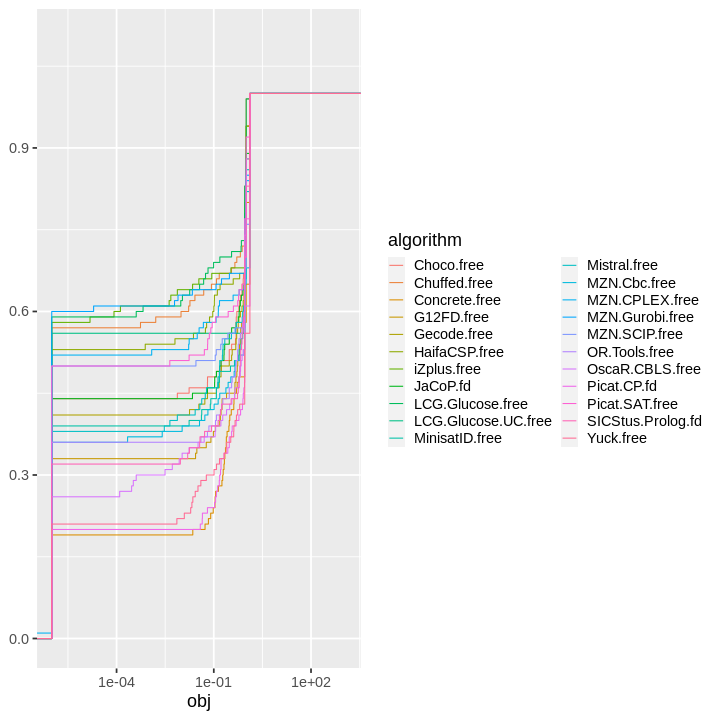 0.9
0.6
0.3
0.0
1e-04 1e-01 1e+02
obj
algorithm
Choco.free
Chuffed.free
Concrete.free
G12FD.free
Gecode.free
HaifaCSP.free
iZplus.free
JaCoP.fd
LCG.Glucose.free
LCG.Glucose.UC.free
MinisatID.free
Mistral.free
MZN.Cbc.free
MZN.CPLEX.free
MZN.Gurobi.free
MZN.SCIP.free
OR.Tools.free
OscaR.CBLS.free
Picat.CP.fd
Picat.SAT.free
SICStus.Prolog.fd
Yuck.free